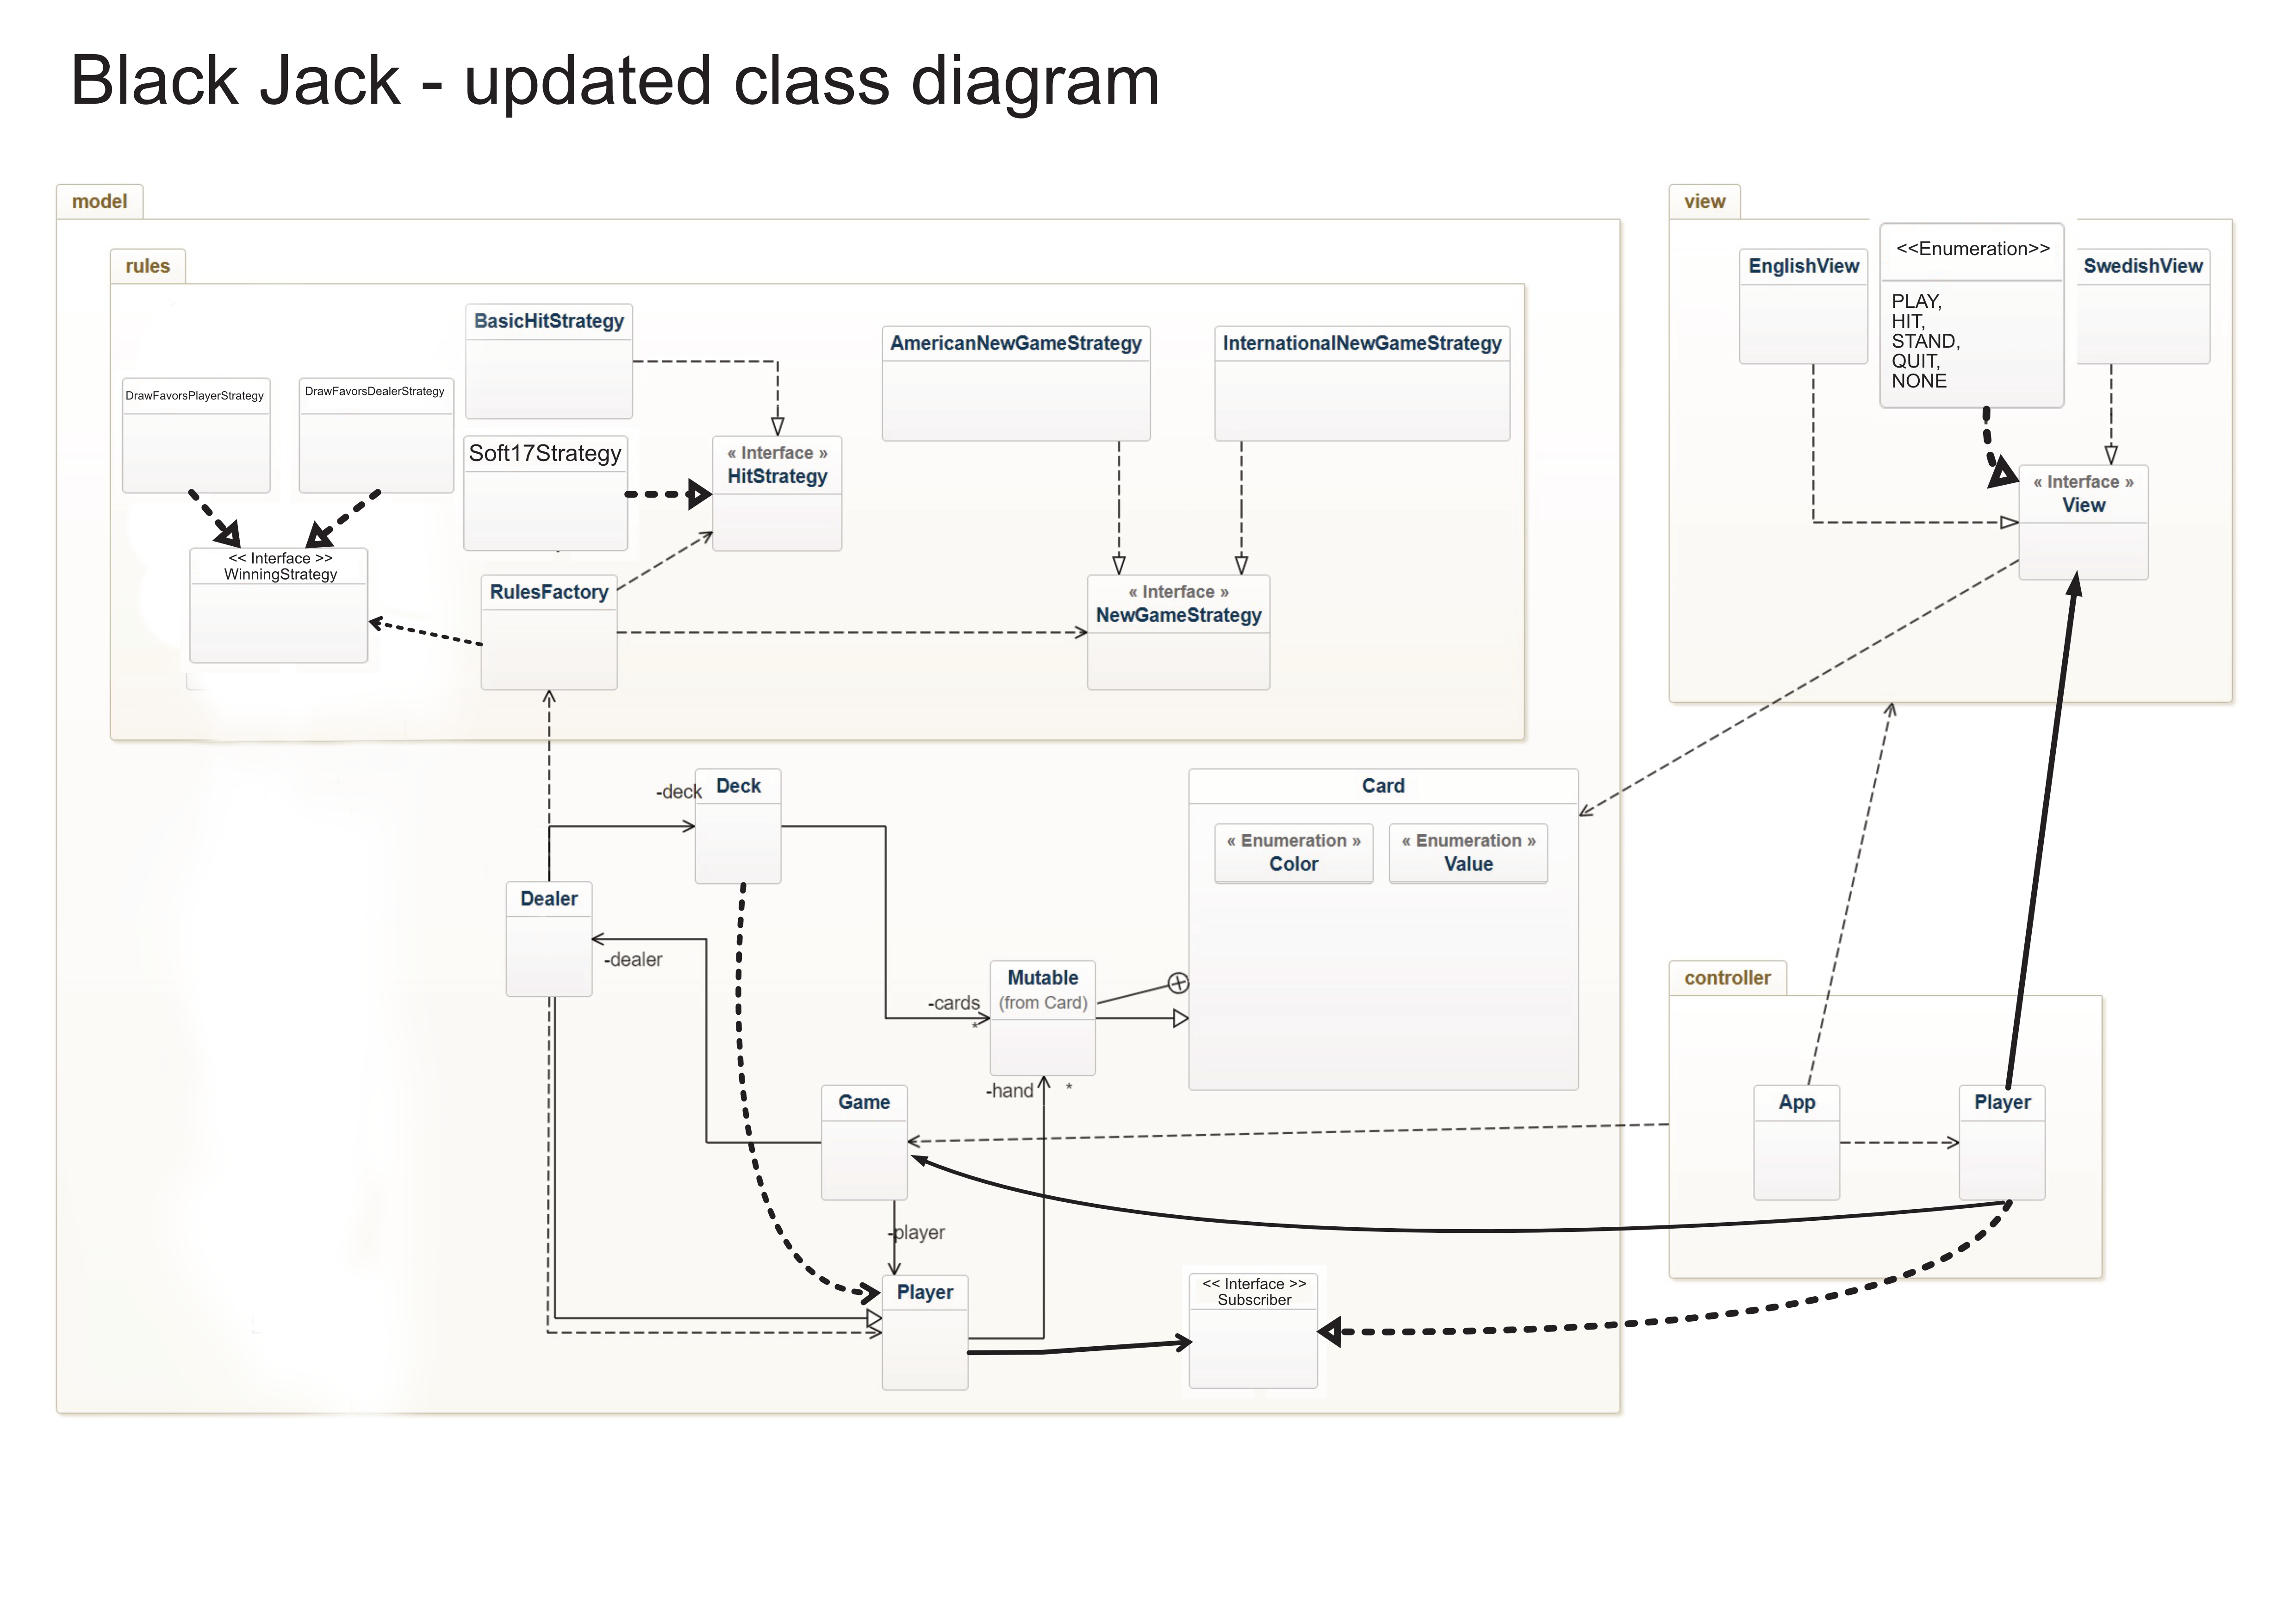 Black Jack - updated class diagram
model
view
rules
<<Enumeration>>
PLAY,
HIT,
STAND,
QUIT,
NONE
EnglishView
SwedishView
BasicHitStrategy
AmericanNewGameStrategy
InternationalNewGameStrategy
DrawFavorsPlayerStrategy
DrawFavorsDealerStrategy
Soft17Strategy
« Interface »
HitStrategy
« Interface »
View
<< Interface >>
WinningStrategy
RulesFactory
« Interface »
NewGameStrategy
-deck
Deck
Card
« Enumeration »
Color
« Enumeration »
Value
Dealer
-dealer
Mutable
(from Card)
-cards
*
controller
-hand
*
Game
App
Player
-player
Player
<< Interface >>
Subscriber